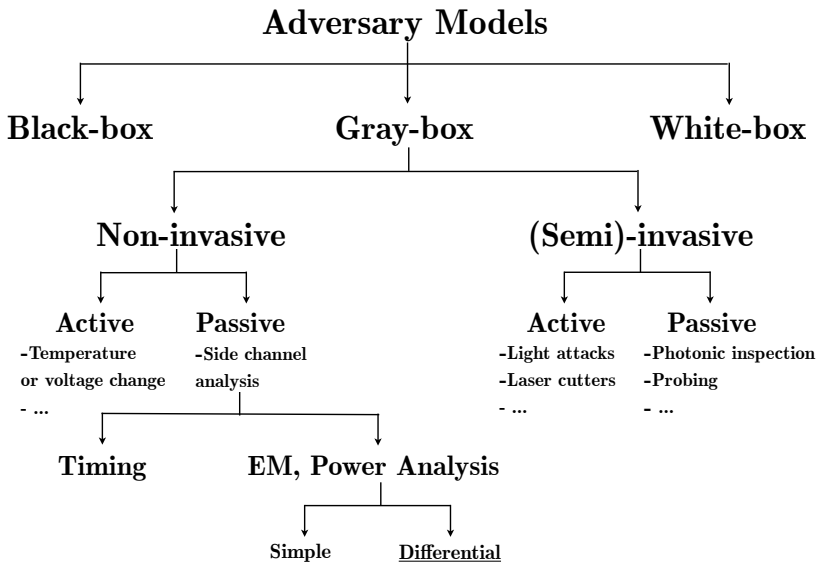 Adversary Models
Black-box
Gray-box
White-box
Non-invasive
(Semi)-invasive
Active
-Temperature
or voltage change
- ...
Passive
-Side channel
analysis
Active
-Light attacks
-Laser cutters
- ...
Passive
-Photonic inspection
-Probing
- ...
Timing
EM, Power Analysis
Simple
Differential